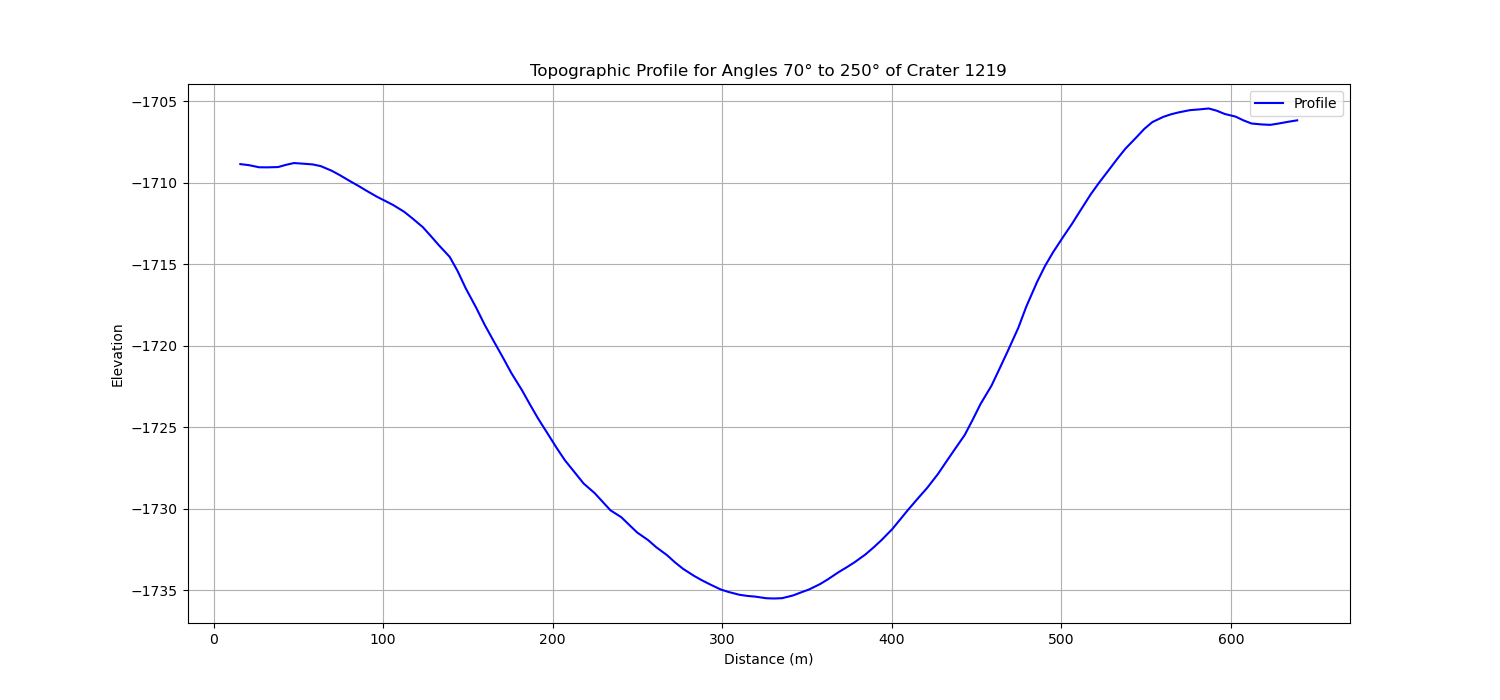 Topographic Profile for Angles 70° to 250° of Crater 1219
Profile
−1705
−1710
−1715
−1720
−1725
−1730
−1735
Elevation
0 100 200 300 400 500 600
Distance (m)